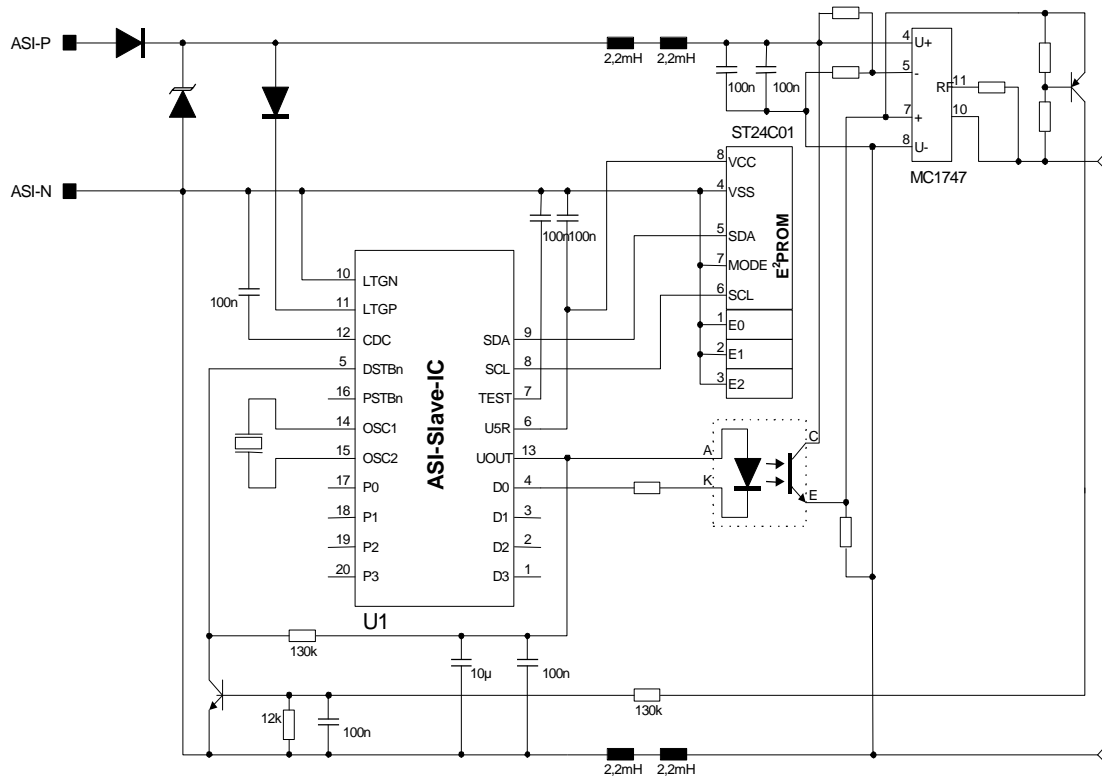 ASI-P
2,2mH 2,2mH
100n 100n
4 U+
5 -
RF 11
7 +
10
8 U-
MC1747
ASI-N
ST24C01
8 VCC
4 VSS
5 SDA
7 MODE
6 SCL
1 E0
2 E1
3 E2
E²PROM
100n 100n
100n
10 LTGN
11 LTGP
12 CDC
5 DSTBn
16 PSTBn
14 OSC1
15 OSC2
17 P0
18 P1
19 P2
20 P3
ASI-Slave-IC
SDA 9
SCL 8
TEST 7
U5R 6
UOUT 13
D0 4
D1 3
D2 2
D3 1
U1
A
K
C
E
130k
10µ
100n
12k
100n
130k
2,2mH 2,2mH